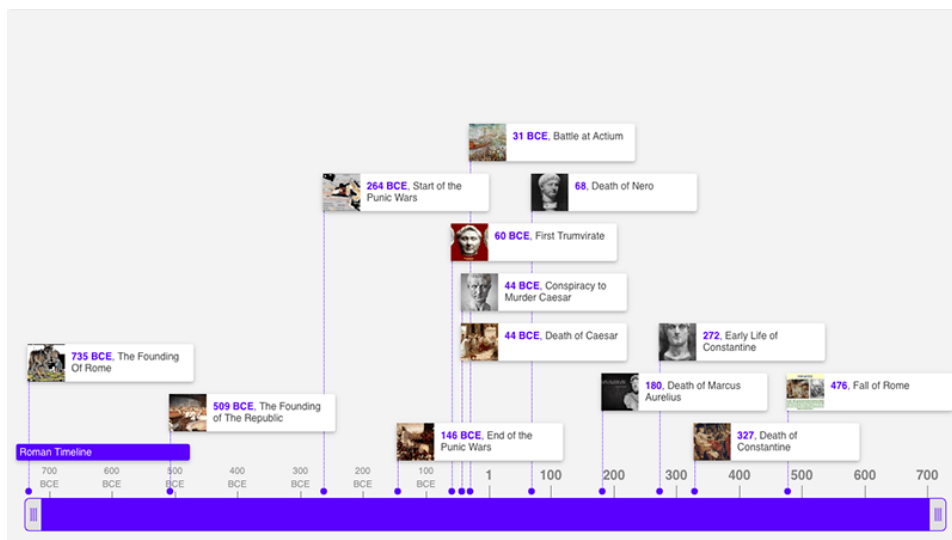 31 BCE, Battle at Actium
264 BCE, Start of the
Punic Wars
68, Death of Nero
60 BCE, First Trumvirate
44 BCE, Conspiracy to
Murder Caesar
44 BCE, Death of Caesar
272, Early Life of
Constantine
735 BCE, The Founding
Of Rome
180, Death of Marcus
Aurelius
476, Fall of Rome
509 BCE, The Founding
of The Republic
146 BCE, End of the
Punic Wars
327, Death of
Constantine
Roman Timeline
700 600 500 400 300 200 100 1 100 200 300 400 500 600 700
BCE BCE BCE BCE BCE BCE BCE